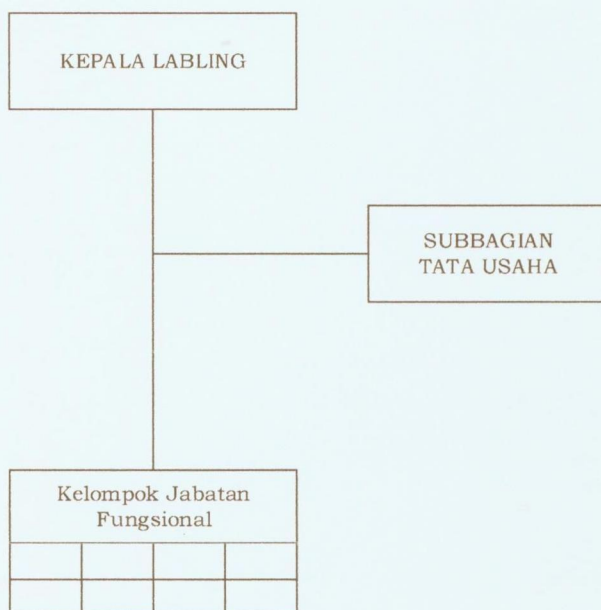 KEPALA LABLING
SUBBAGIAN
TATA USAHA
Kelompok Jabatan
Fungsional